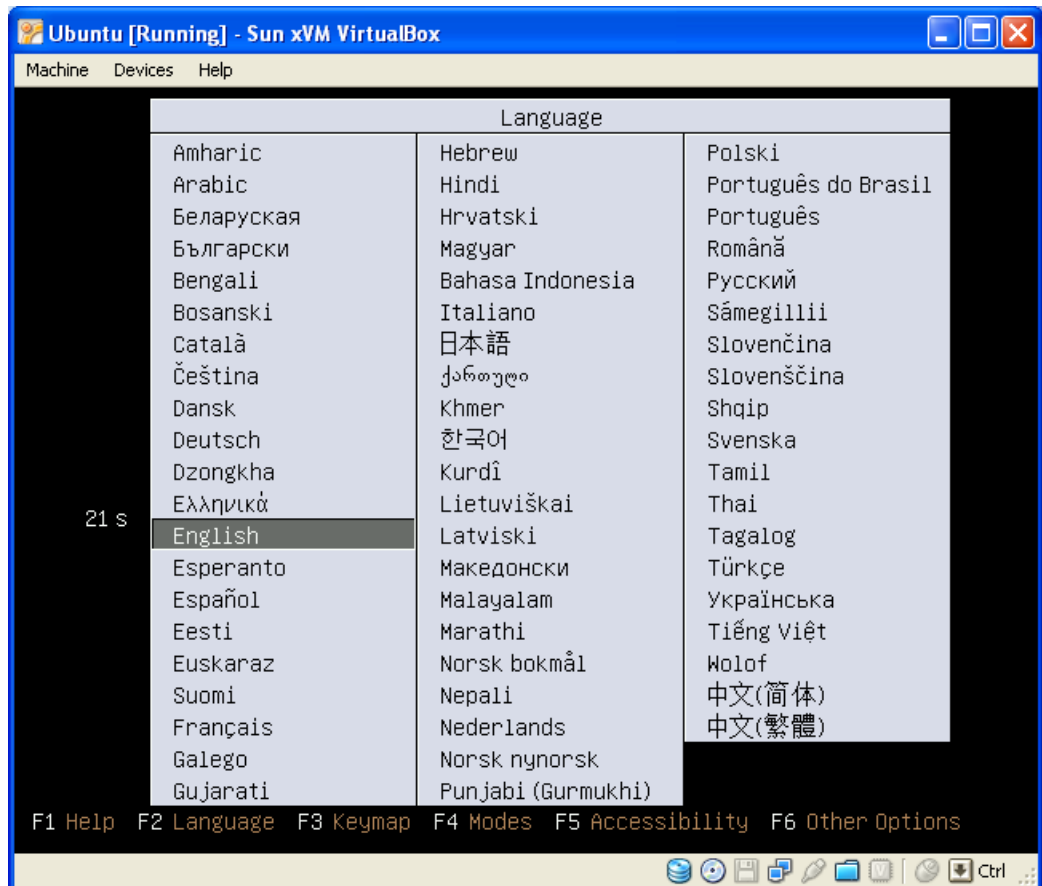 Ubuntu [Running] - Sun xVM VirtualBox
Machine Devices Help
Language
Amharic
Arabic
Беларуская
Български
Bengali
Bosanski
Català
Čeština
Dansk
Deutsch
Dzongkha
Ελληνικά
English
Esperanto
Español
Eesti
Euskaraz
Suomi
Français
Galego
Gujarati
Hebrew
Hindi
Hrvatski
Magyar
Bahasa Indonesia
Italiano
日本語
ქართული
Khmer
한국어
Kurdî
Lietuviškai
Latviski
Македонски
Malayalam
Marathi
Norsk bokmål
Nepali
Nederlands
Norsk nynorsk
Punjabi (Gurmukhi)
Polski
Português do Brasil
Português
Română
Русский
Sámegillii
Slovenčina
Slovenščina
Shqip
Svenska
Tamil
Thai
Tagalog
Türkçe
Українська
Tiếng Việt
Wolof
中文(简体)
中文(繁體)
21 s
F1 Help F2 Language F3 Keymap F4 Modes F5 Accessibility F6 Other Options
Ctrl